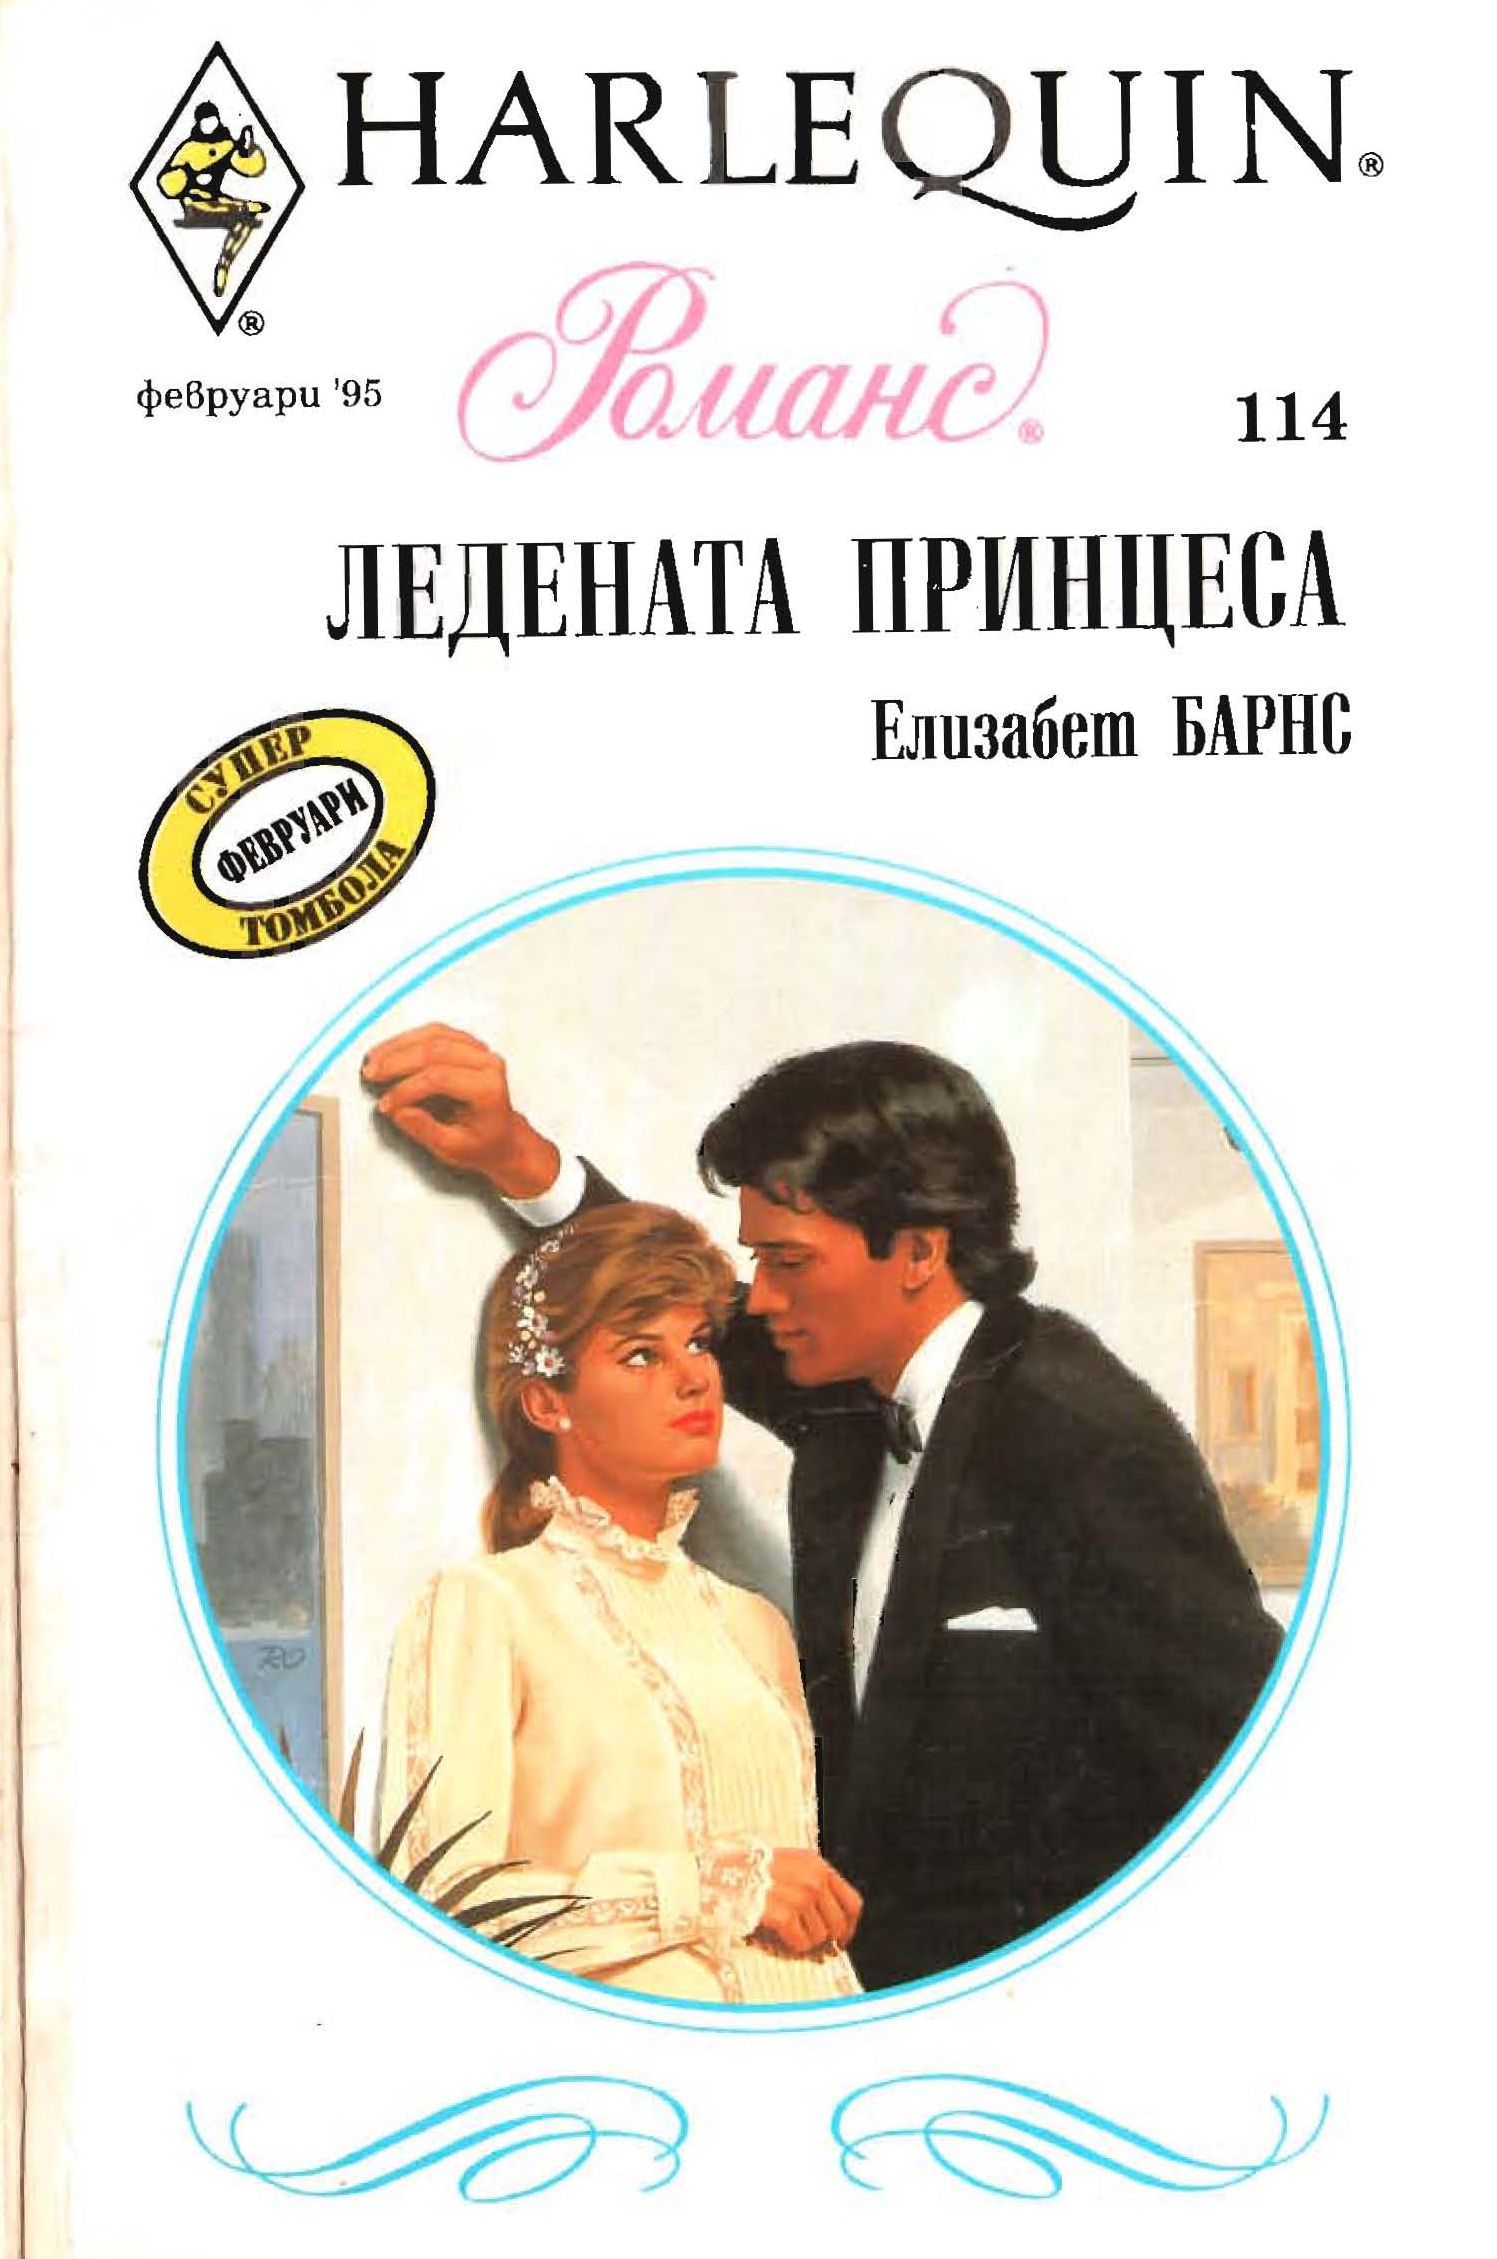 HARLEQUIN®
®
февруари '95
Романс®
114
ЛЕДЕНАТА ПРИНЦЕСА
Елизабет БАРНС
СУПЕР
ФЕВРУАРИ
ТОМБОЛА